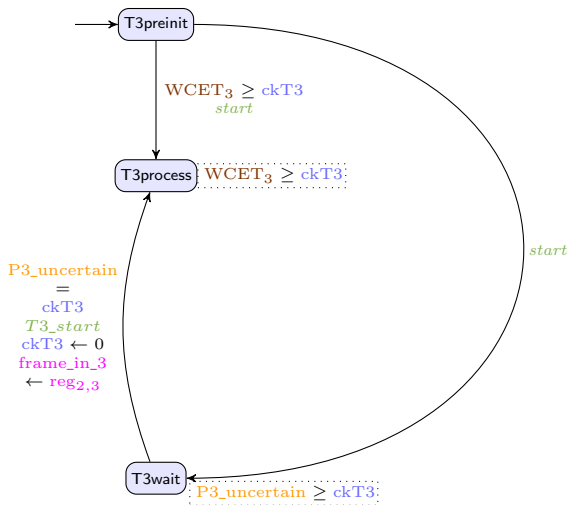 T3preinit
WCET₃ ≥ ckT3
start
T3process
WCET₃ ≥ ckT3
start
P3_uncertain
=
ckT3
T3_start
ckT3 ← 0
frame_in_3
← reg₂,₃
T3wait
P3_uncertain ≥ ckT3